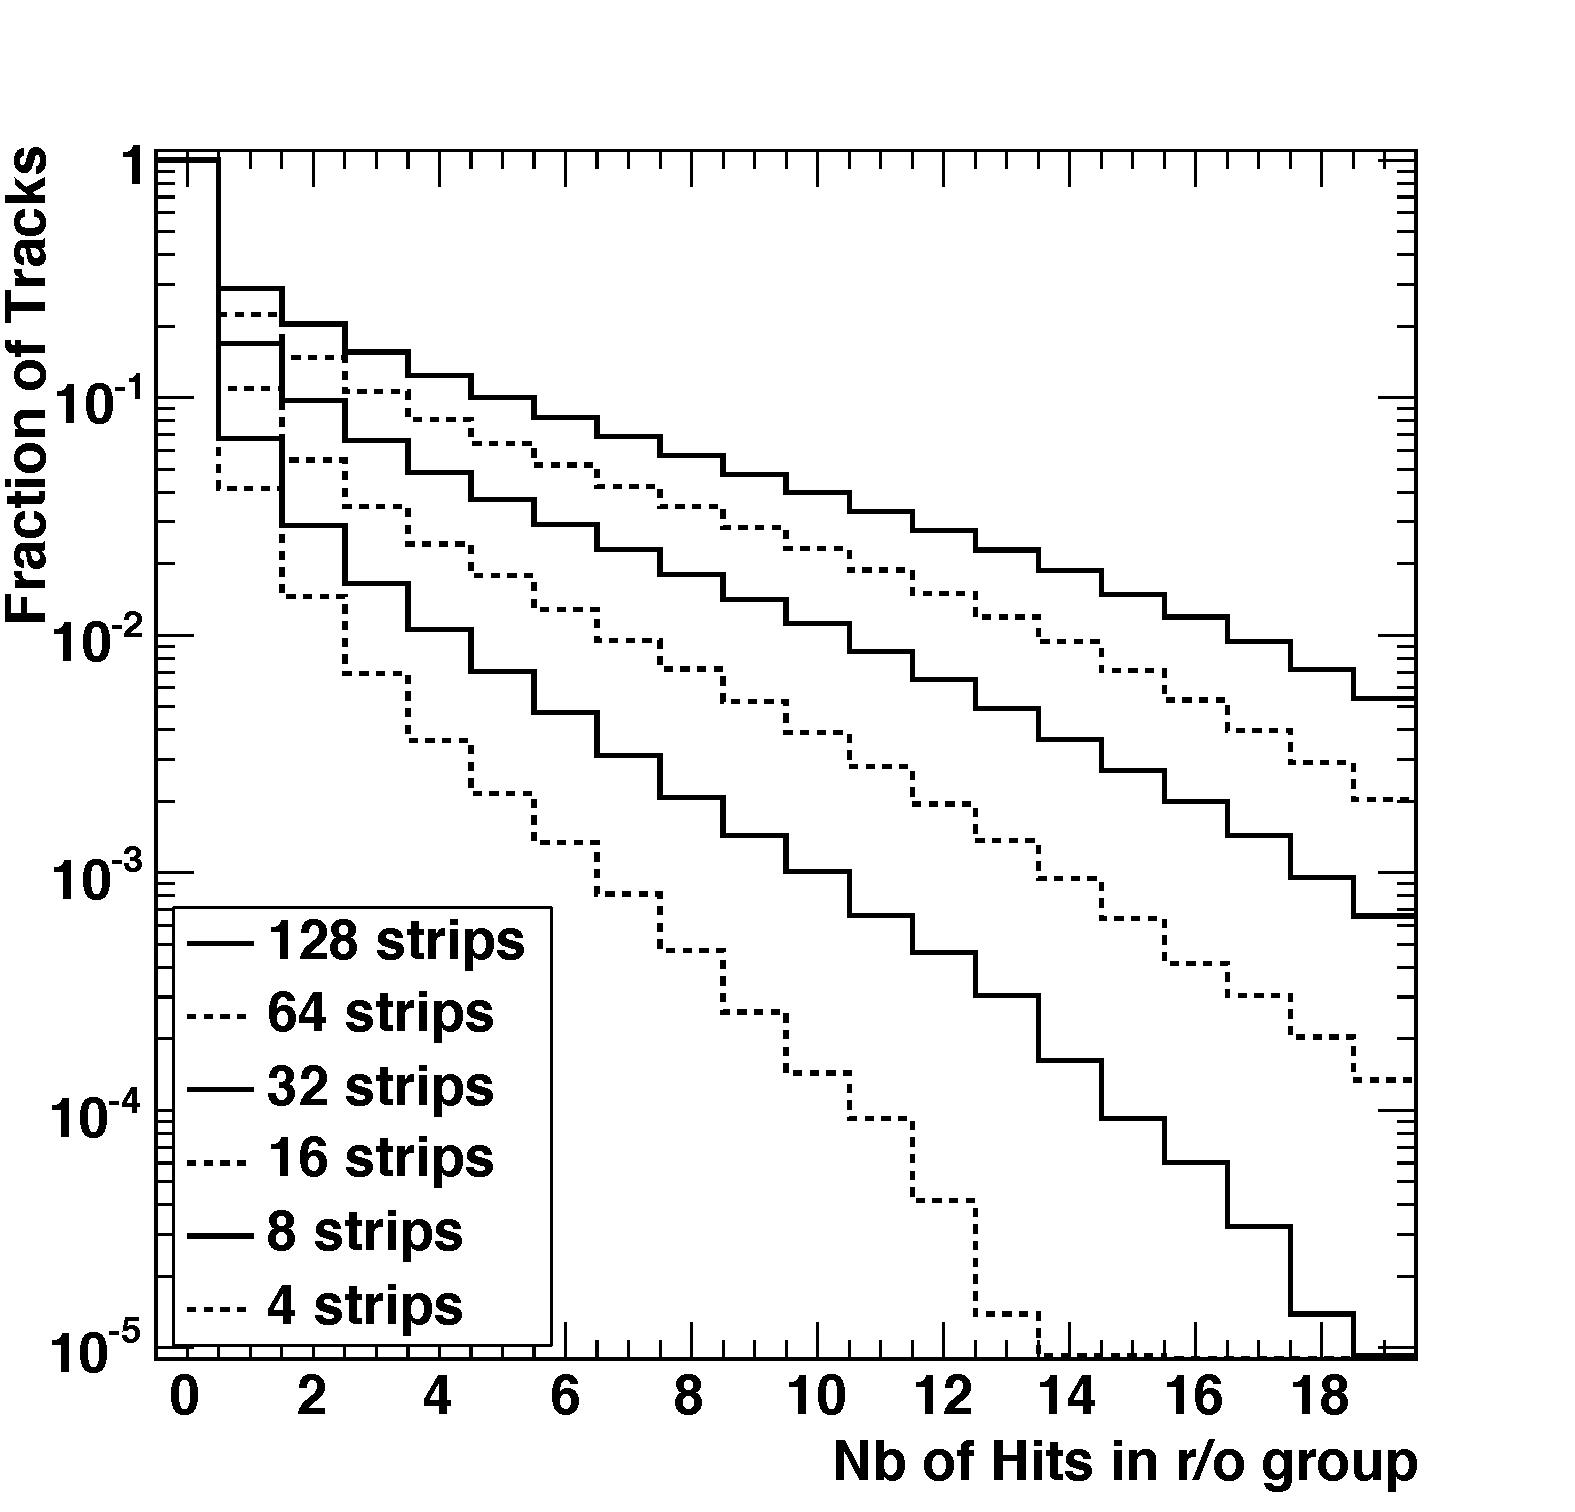 Fraction of Tracks
1
10-1
10-2
10-3
10-4
10-5
128 strips
64 strips
32 strips
16 strips
8 strips
4 strips
0 2 4 6 8 10 12 14 16 18
Nb of Hits in r/o group